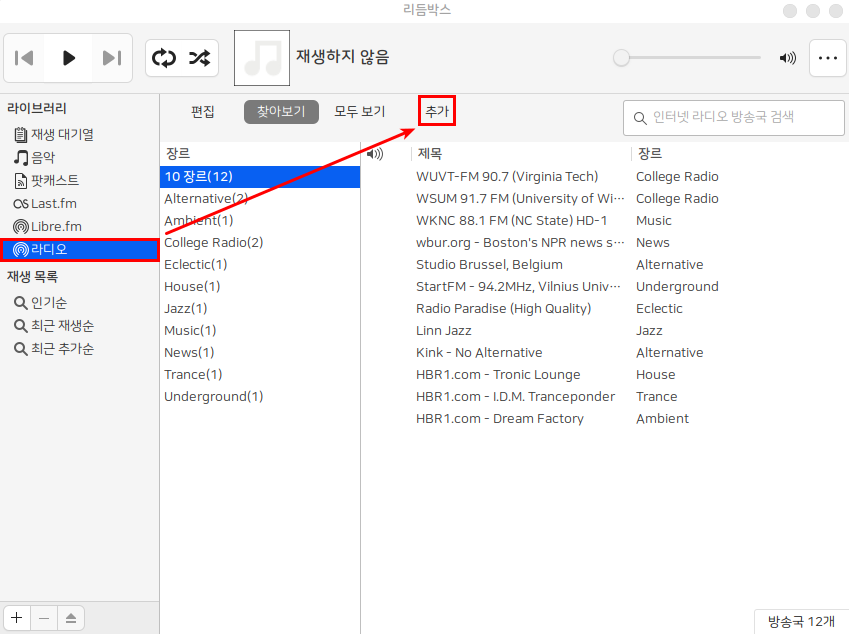 리듬박스
재생하지 않음
라이브러리
재생 대기열
음악
팟캐스트
Last.fm
Libre.fm
라디오
재생 목록
인기순
최근 재생순
최근 추가순
편집 찾아보기 모두 보기 추가
인터넷 라디오 방송국 검색
장르
10 장르(12)
Alternative(2)
Ambient(1)
College Radio(2)
Eclectic(1)
House(1)
Jazz(1)
Music(1)
News(1)
Trance(1)
Underground(1)
제목 장르
WUVT-FM 90.7 (Virginia Tech) College Radio
WSUM 91.7 FM (University of Wi··· College Radio
WKNC 88.1 FM (NC State) HD-1 Music
wbur.org - Boston's NPR news s··· News
Studio Brussel, Belgium Alternative
StartFM - 94.2MHz, Vilnius Univ··· Underground
Radio Paradise (High Quality) Eclectic
Linn Jazz Jazz
Kink - No Alternative Alternative
HBR1.com - Tronic Lounge House
HBR1.com - I.D.M. Tranceponder Trance
HBR1.com - Dream Factory Ambient
방송국 12개